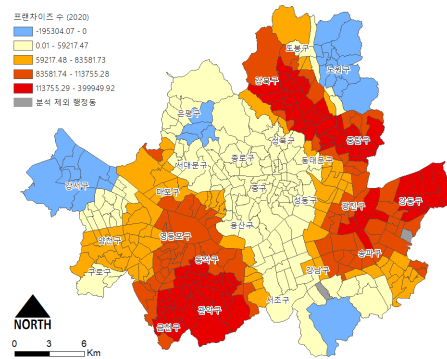 프랜차이즈 수 (2020)
-195304.07 - 0
0.01 - 59217.47
59217.48 - 83581.73
83581.74 - 113755.28
113755.29 - 399949.92
분석 제외 행정동
도봉구
노원구
강북구
은평구
성북구
중랑구
서대문구
종로구
동대문구
강서구
마포구
중구
성동구
광진구
강동구
용산구
양천구
영등포구
송파구
동작구
구로구
강남구
서초구
관악구
금천구
NORTH
0 3 6
Km